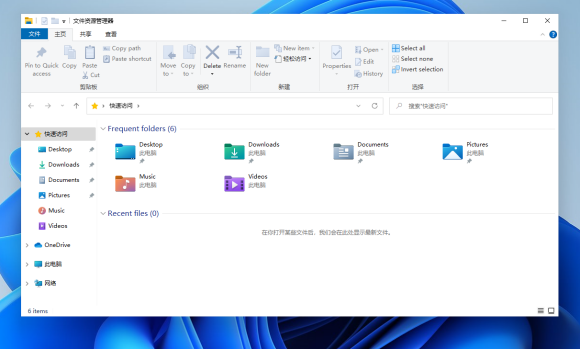 文件资源管理器
文件 主页 共享 查看
Pin to Quick access
Copy
Paste
Copy path
Paste shortcut
Cut
剪贴板
Move to
Copy to
Delete
Rename
组织
New folder
New item
轻松访问
新建
Properties
Open
Edit
History
打开
Select all
Select none
Invert selection
选择
快速访问
搜索"快速访问"
快速访问
Desktop
Downloads
Documents
Pictures
Music
Videos
OneDrive
此电脑
网络
Frequent folders (6)
Desktop
此电脑
Downloads
此电脑
Documents
此电脑
Pictures
此电脑
Music
此电脑
Videos
此电脑
Recent files (0)
在你打开某些文件后，我们会在此处显示最新文件。
6 items